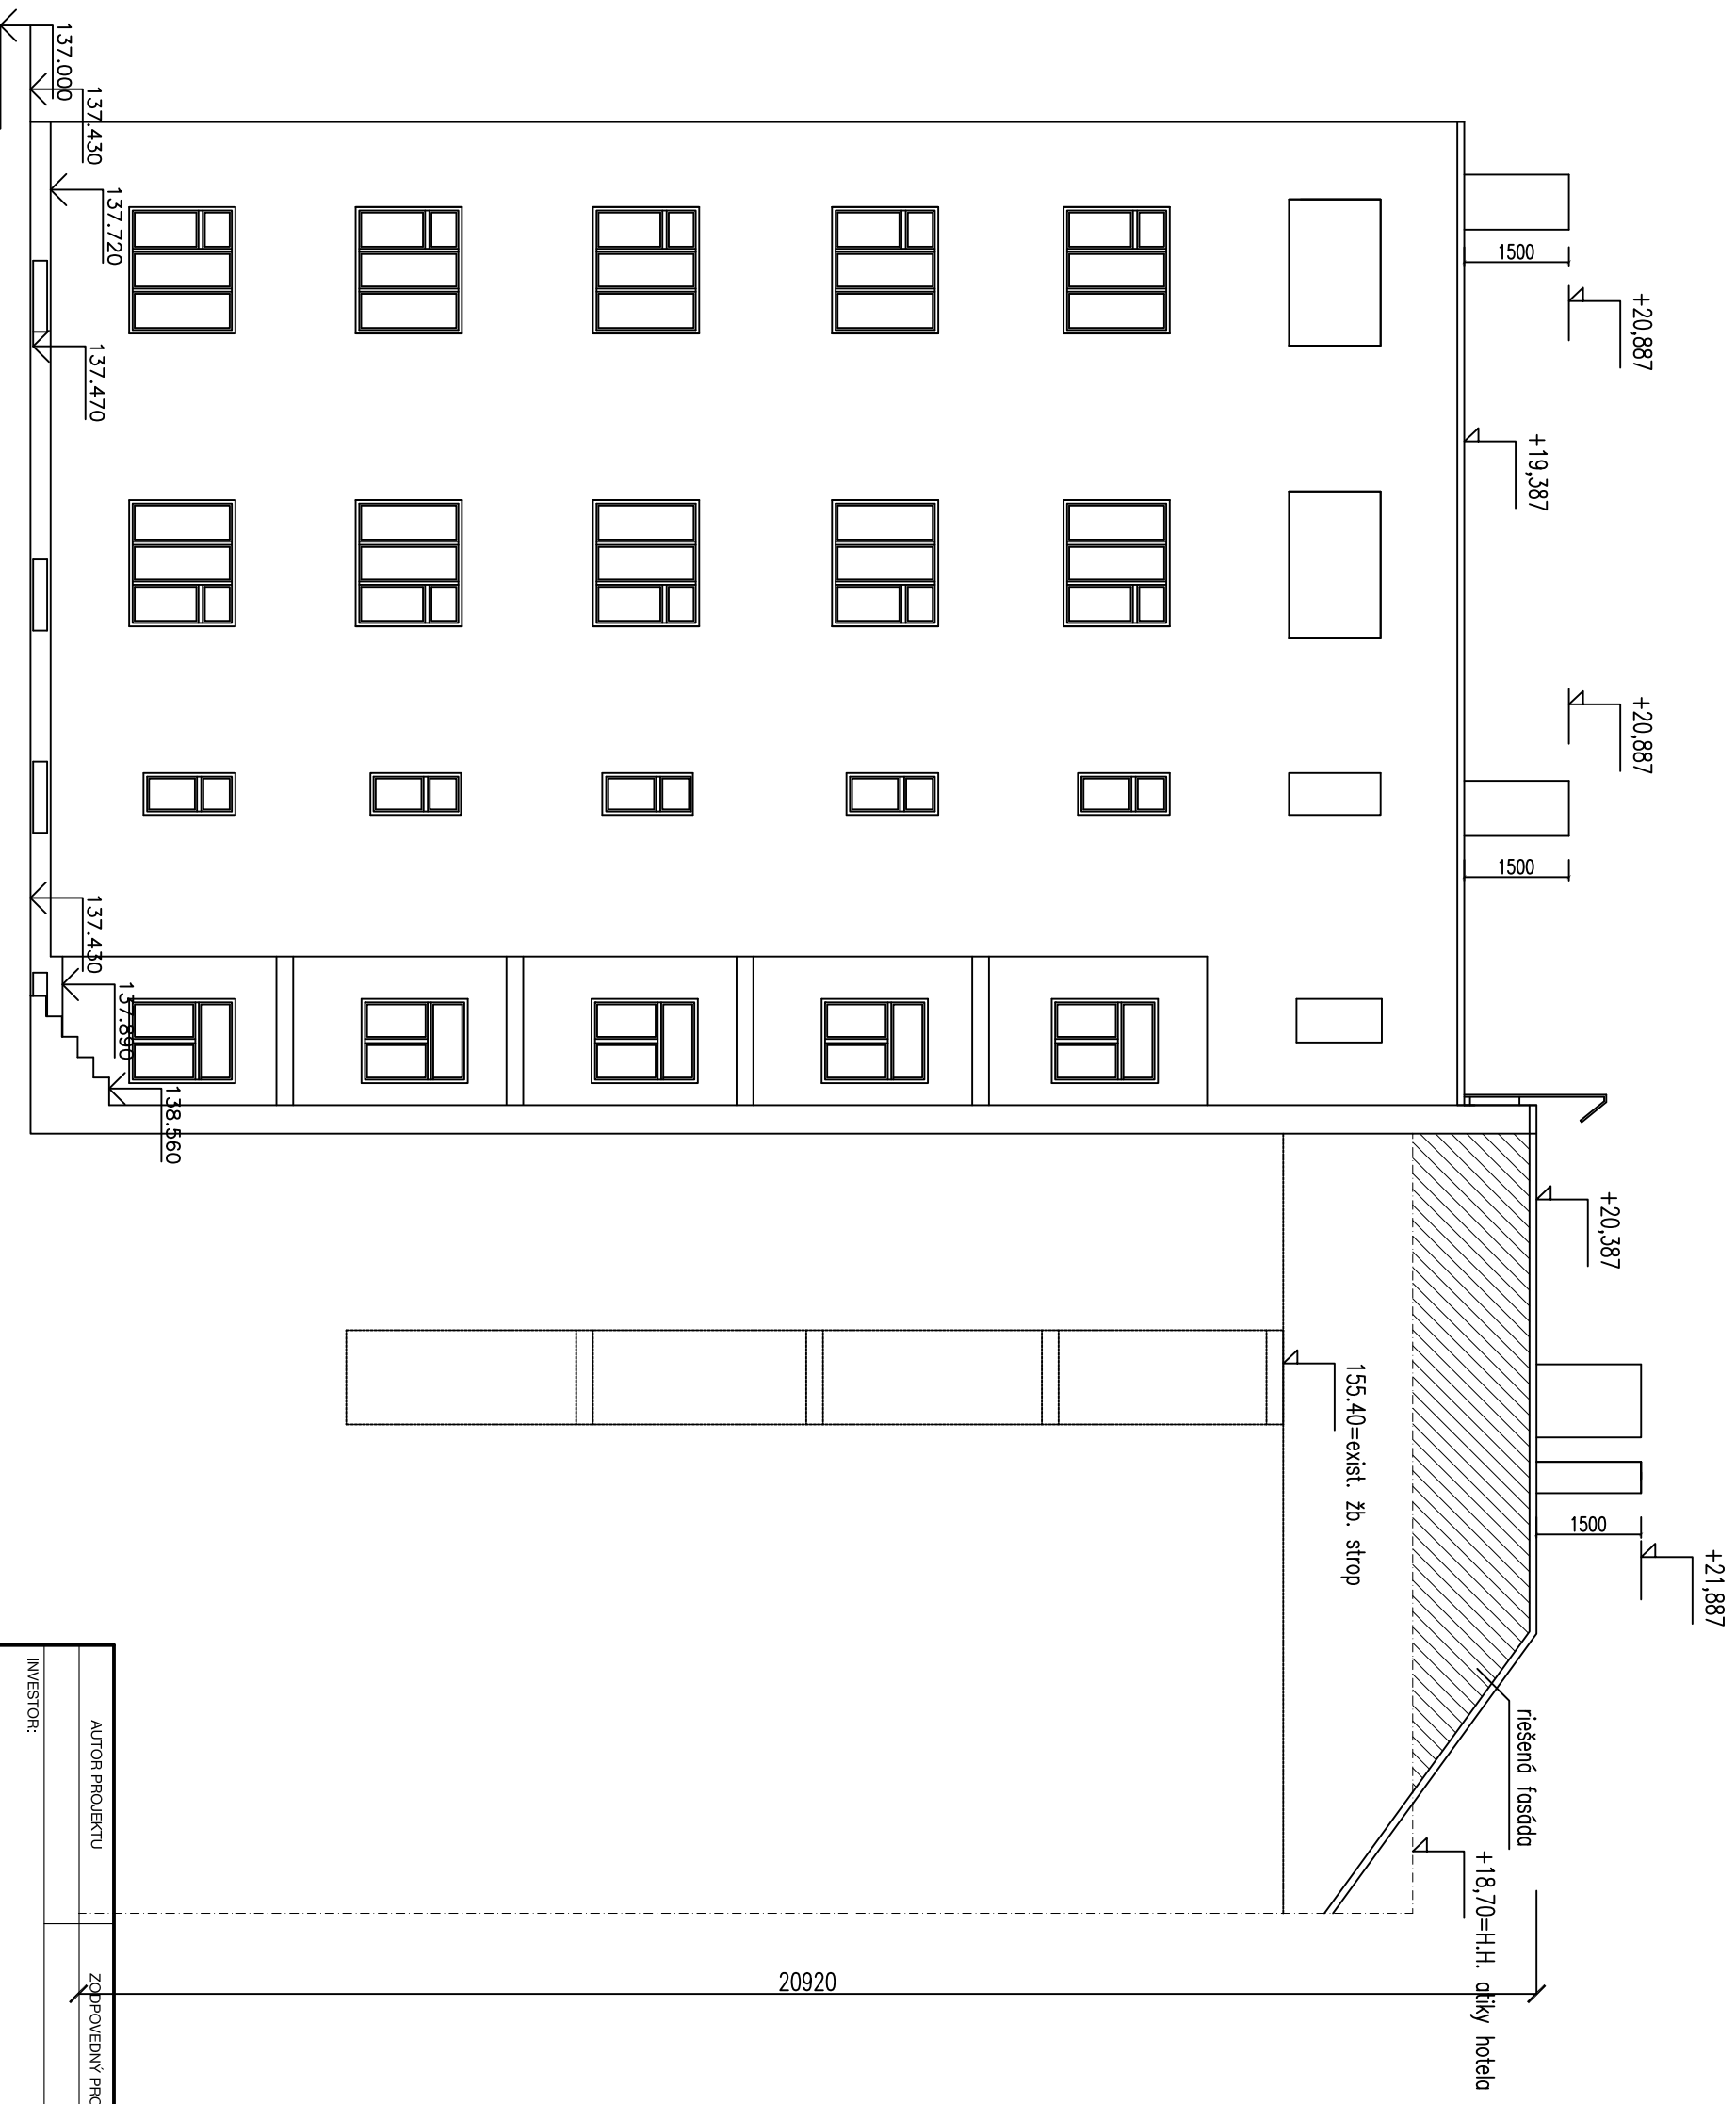 +21,887
1500
+20,887
1500
+20,887
1500
+20,387
+19,387
riešená fasáda
+18,70=H.H. atiky hotela
155.40=exist. žb. strop
20920
138.560
137.890
137.720
137.470
137.430
137.430
137.000
AUTOR PROJEKTU
ZODPOVEDNÝ PRO
INVESTOR: